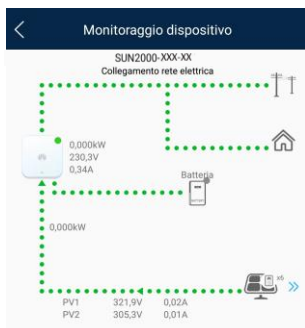 Monitoraggio dispositivo
SUN2000-XXX-XX
Collegamento rete elettrica
0,000kW
230,3V
0,34A
Batteria
0,000kW
x6
PV1 321,9V 0,02A
PV2 305,3V 0,01A